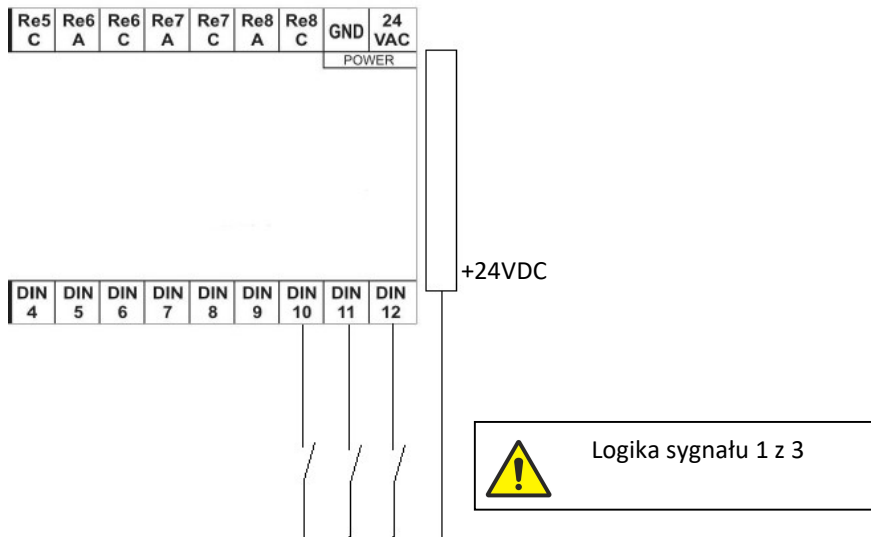 Re5 Re6 Re6 Re7 Re7 Re8 Re8 GND 24
C A C A C A C VAC
POWER
+24VDC
DIN DIN DIN DIN DIN DIN DIN DIN DIN
4 5 6 7 8 9 10 11 12
Logika sygnału 1 z 3